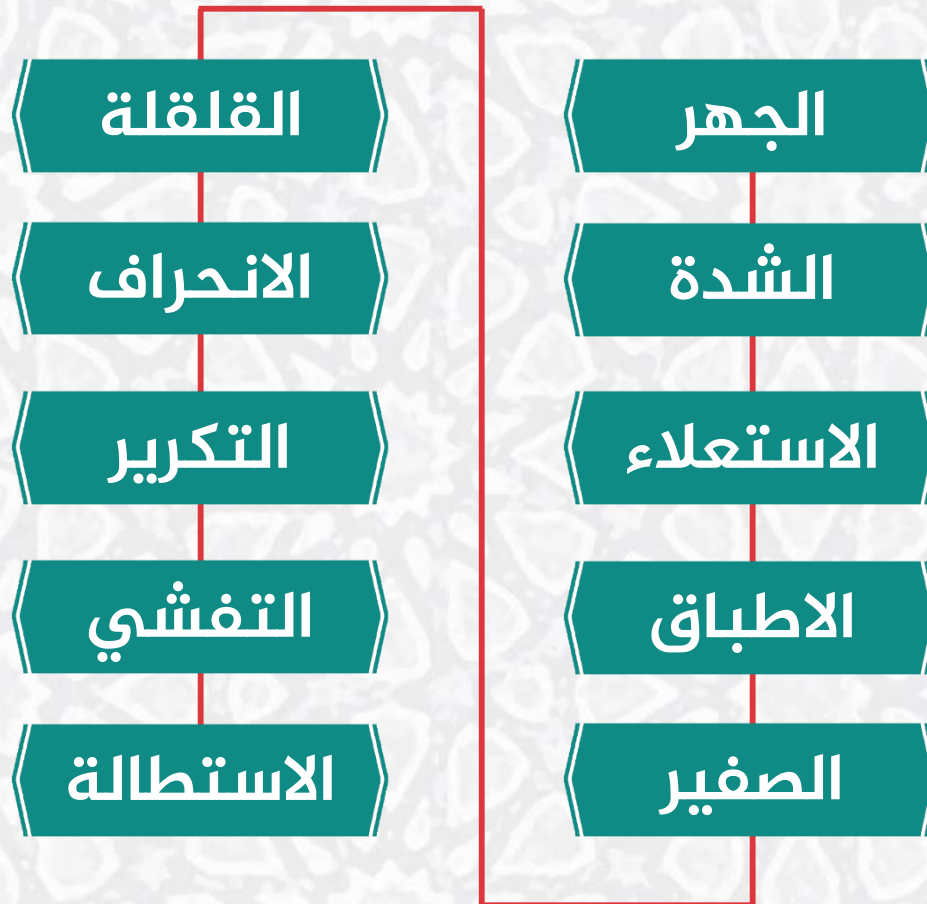 الجهر
الشدة
الاستعلاء
الاطباق
الصفير
القلقلة
الانحراف
التكرير
التفشي
الاستطالة